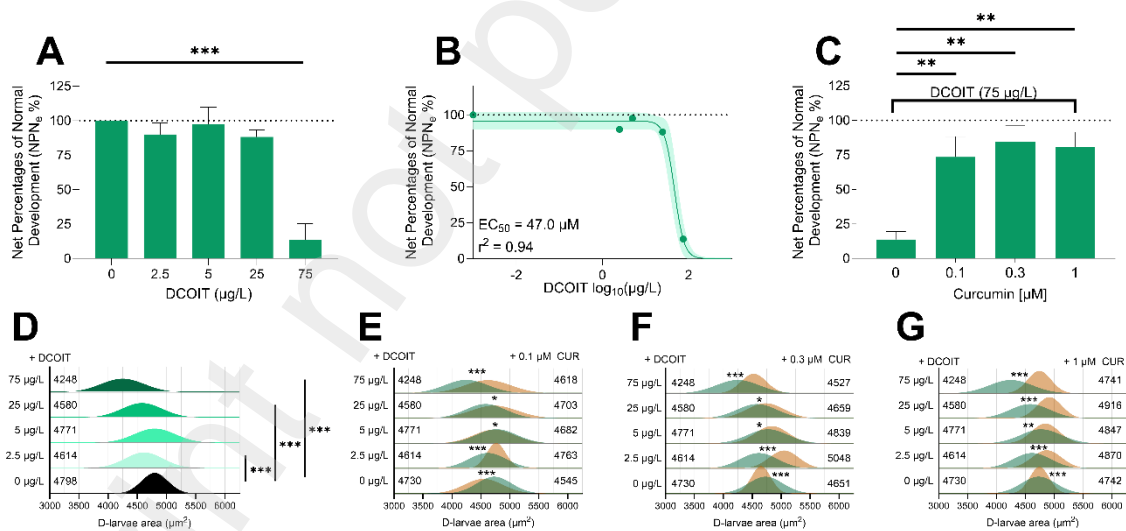 A
***
Net Percentages of Normal
Development (NPNe %)
125
100
75
50
25
0
0
2.5
5
25
75
DCOIT (µg/L)
B
Net Percentages of Normal
Development (NPNe %)
125
100
75
50
25
0
EC50 = 47.0 µM
r² = 0.94
-2
0
2
DCOIT log10(µg/L)
C
**
**
**
DCOIT (75 µg/L)
Net Percentages of Normal
Development (NPNe %)
125
100
75
50
25
0
0
0.1
0.3
1
Curcumin [µM]
D
+ DCOIT
75 µg/L 4248
25 µg/L 4580
5 µg/L 4771
2.5 µg/L 4614
0 µg/L 4798
***
***
***
3000 3500 4000 4500 5000 5500 6000
D-larvae area (µm²)
E
+ DCOIT + 0.1 µM CUR
75 µg/L 4248 *** 4618
25 µg/L 4580 * 4703
5 µg/L 4771 * 4682
2.5 µg/L 4614 *** 4763
0 µg/L 4730 *** 4545
3000 3500 4000 4500 5000 5500 6000
D-larvae area (µm²)
F
+ DCOIT + 0.3 µM CUR
75 µg/L 4248 *** 4527
25 µg/L 4580 * 4659
5 µg/L 4771 * 4839
2.5 µg/L 4614 *** 5048
0 µg/L 4730 *** 4651
3000 3500 4000 4500 5000 5500 6000
D-larvae area (µm²)
G
+ DCOIT + 1 µM CUR
75 µg/L 4248 *** 4741
25 µg/L 4580 *** 4916
5 µg/L 4771 ** 4847
2.5 µg/L 4614 *** 4870
0 µg/L 4730 *** 4742
3000 3500 4000 4500 5000 5500 6000
D-larvae area (µm²)